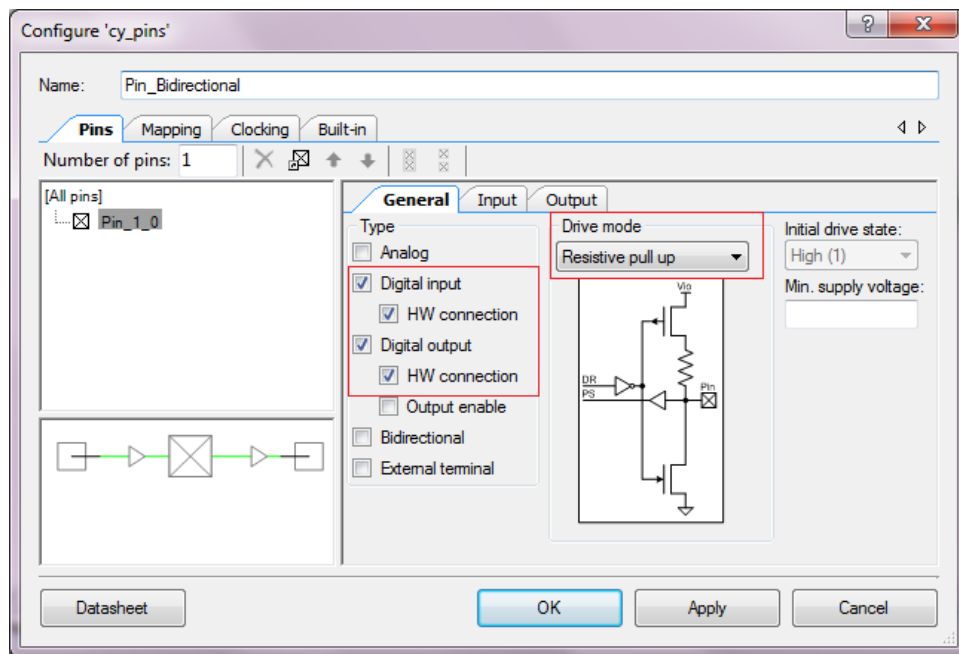 Configure 'cy_pins'
?
Name: Pin_Bidirectional
Pins Mapping Clocking Built-in
Number of pins: 1
[All pins]
Pin_1_0
General Input Output
Type
Analog
Digital input
HW connection
Digital output
HW connection
Output enable
Bidirectional
External terminal
Drive mode
Resistive pull up
Vio
DR
PS
Pin
Initial drive state:
High (1)
Min. supply voltage:
Datasheet OK Apply Cancel